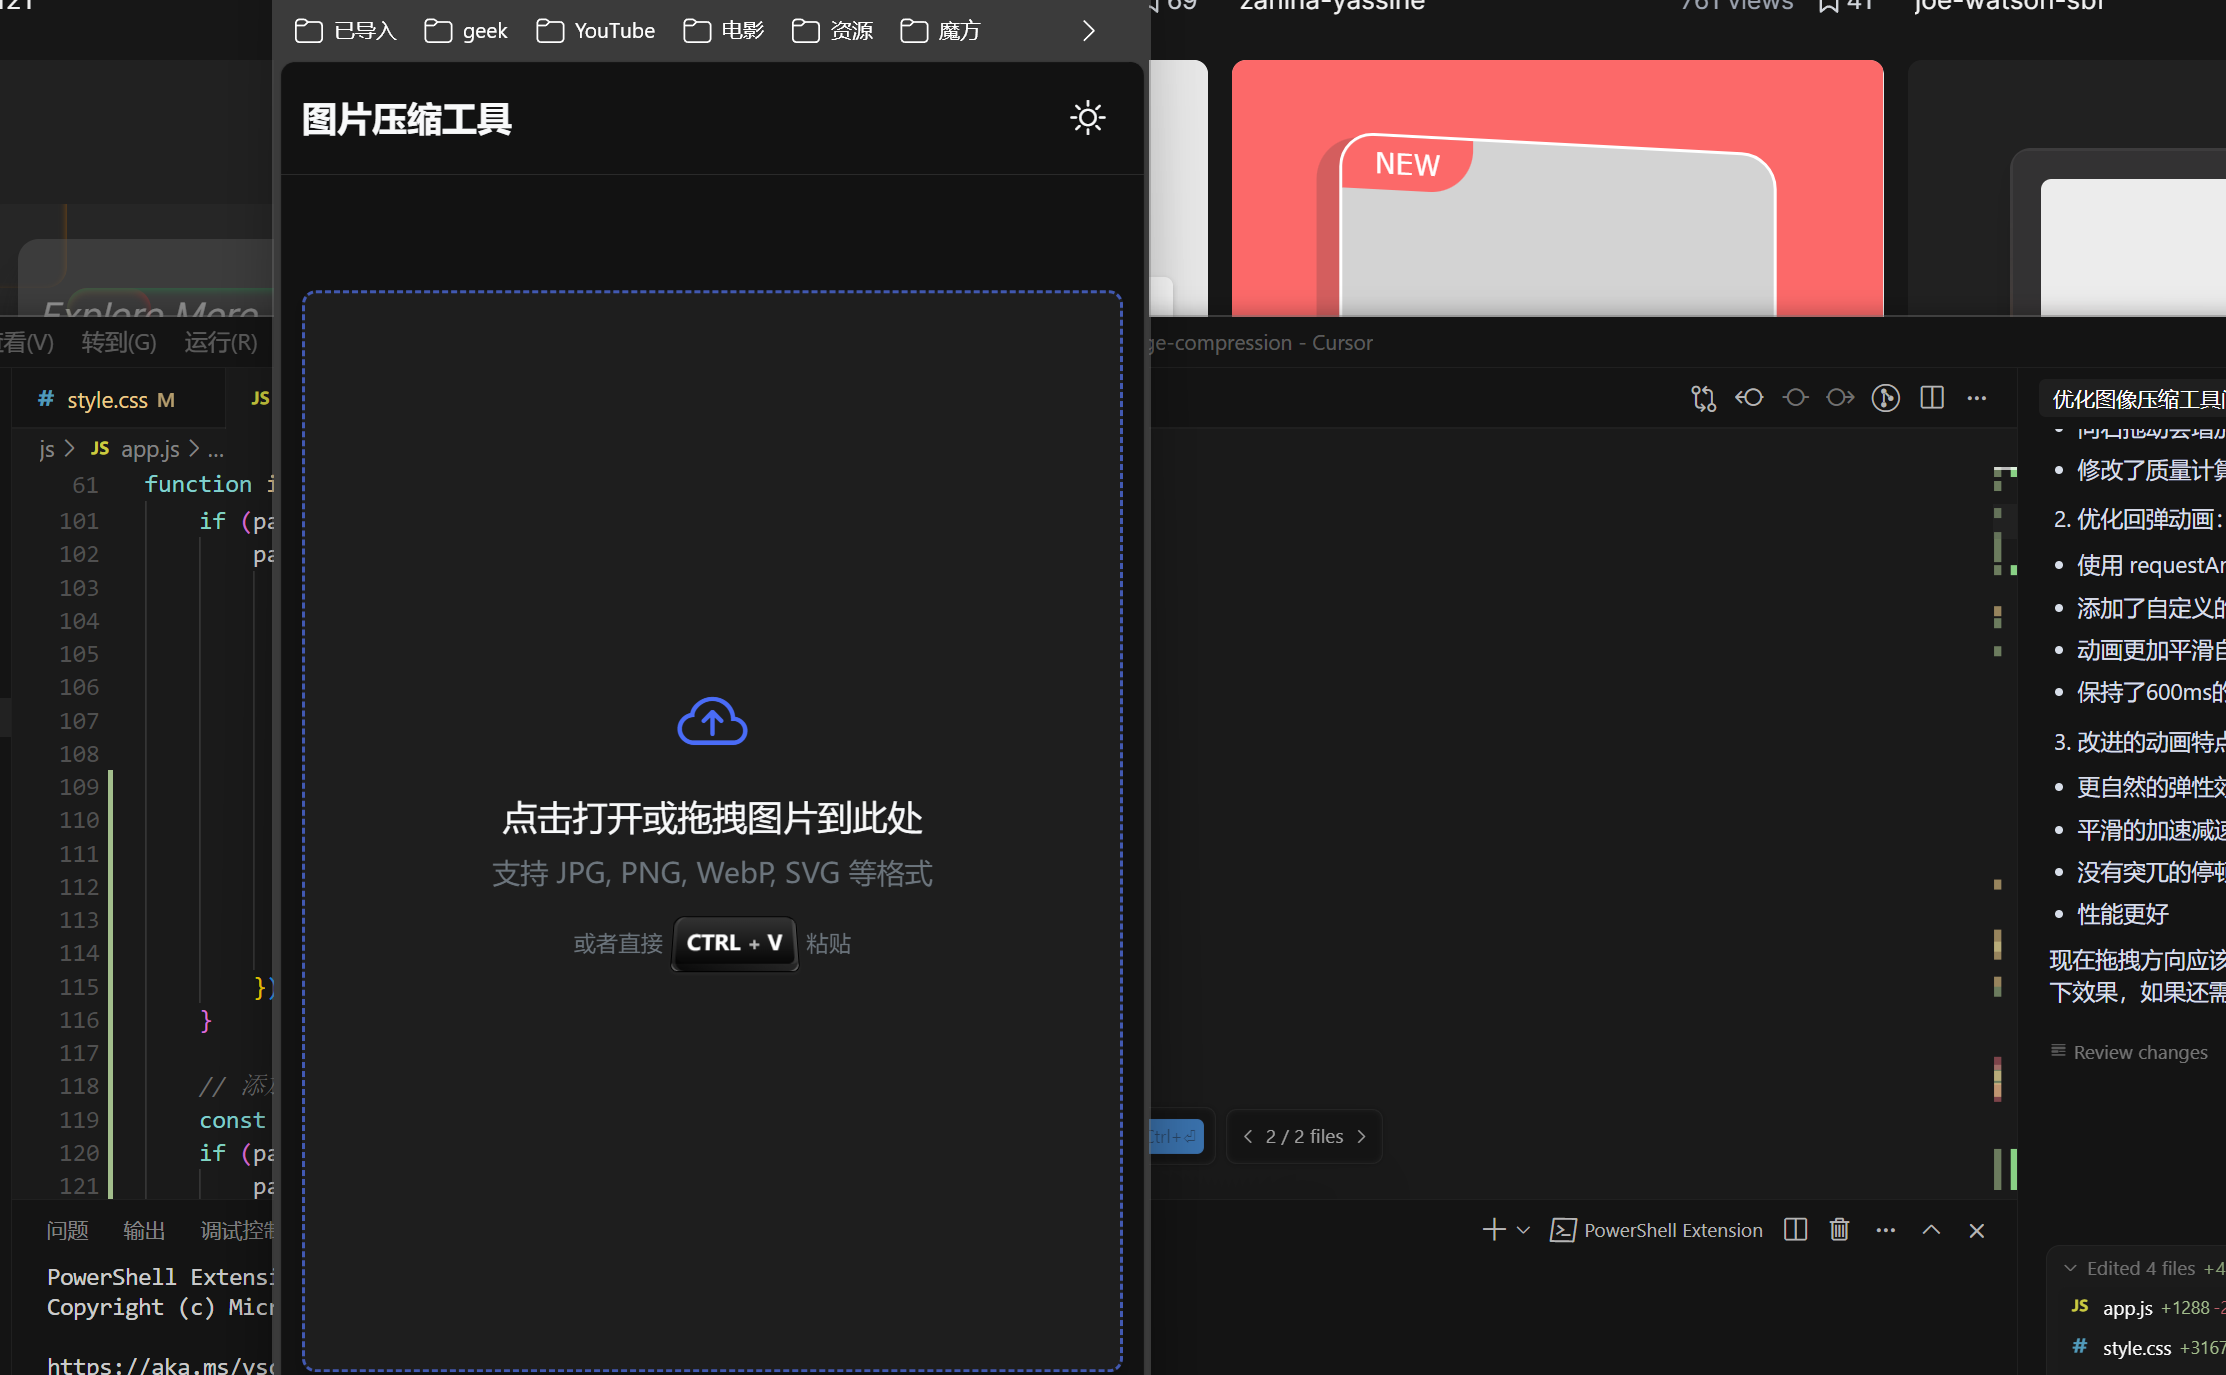 zahina-yassine
761 views
41
joe-watson-sbf
69
已导入
geek
YouTube
电影
资源
魔方
图片压缩工具
NEW
Explore More
查看(V)
转到(G)
运行(R)
ge-compression - Cursor
# style.css M
JS
js > JS app.js > ...
61 function i
101 if (pa
102 pa
103
104
105
106
107
108
109
110
111
112
113
114
115 })
116 }
117
118 // 添加
119 const
120 if (pa
121 pa
点击打开或拖拽图片到此处
支持 JPG, PNG, WebP, SVG 等格式
或者直接 CTRL + V 粘贴
优化图像压缩工具
修改了质量计算
2. 优化回弹动画:
使用 requestAn
添加了自定义的
动画更加平滑自
保持了600ms的
3. 改进的动画特点
更自然的弹性效
平滑的加速减速
没有突兀的停顿
性能更好
现在拖拽方向应该
下效果，如果还需
Review changes
Ctrl+⏎
2 / 2 files
问题
输出
调试控制
PowerShell Extension
PowerShell Extensi
Copyright (c) Micr
https://aka.ms/vsc
Edited 4 files +4
JS app.js +1288 -2
# style.css +3167